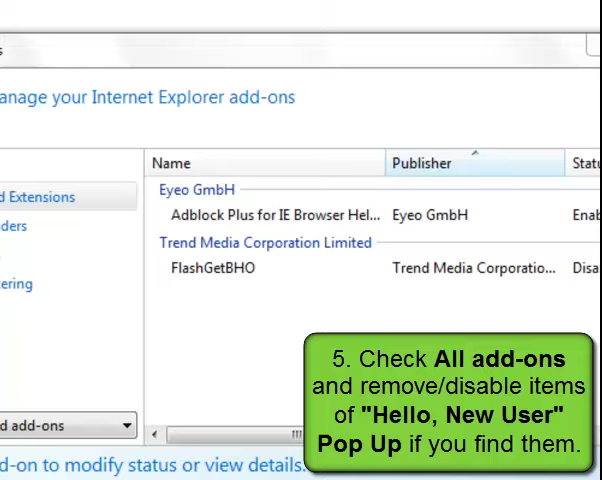 s
anage your Internet Explorer add-ons
Name Publisher Statu
d Extensions
Eyeo GmbH
Adblock Plus for IE Browser Hel... Eyeo GmbH Enab
ders
Trend Media Corporation Limited
FlashGetBHO Trend Media Corporatio... Disa
tering
5. Check All add-ons
and remove/disable items
of "Hello, New User"
Pop Up if you find them.
d add-ons
d-on to modify status or view details.